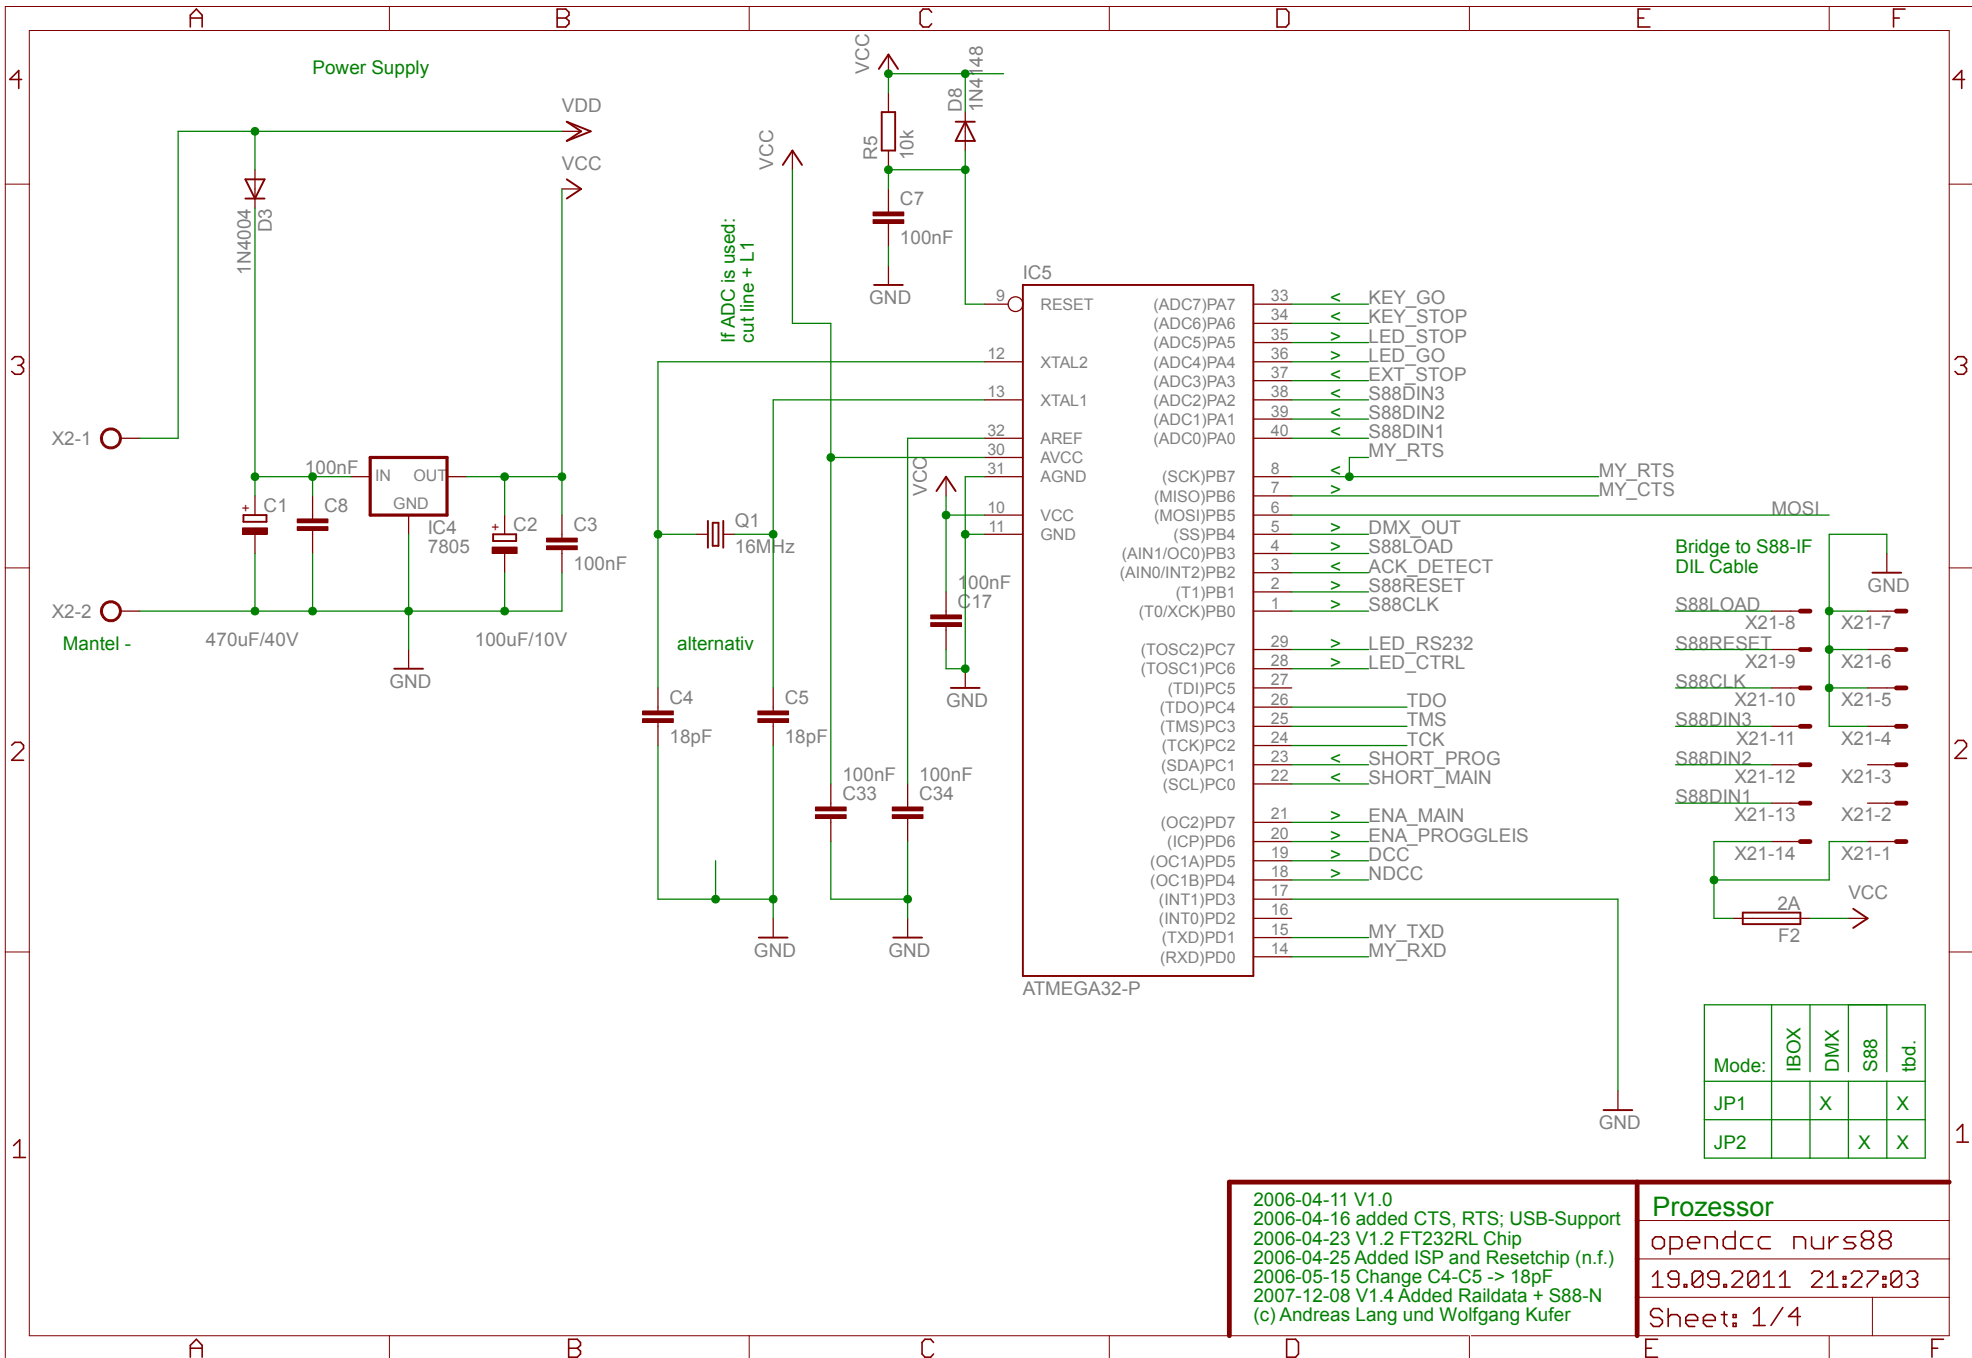 A
B
C
D
E
F
4
4
3
3
2
2
1
1
Power Supply
VDD
VCC
1N4004
D3
X2-1
X2-2
Mantel -
100nF
+
C1
C8
470uF/40V
IN
OUT
GND
IC4
7805
+
C2
C3
100nF
100uF/10V
GND
If ADC is used:
cut line + L1
VCC
VCC
R5
10k
D8
1N4148
C7
100nF
GND
Q1
16MHz
alternativ
C4
18pF
C5
18pF
GND
100nF
C33
100nF
C34
GND
VCC
100nF
C17
GND
IC5
ATMEGA32-P
9 RESET
12 XTAL2
13 XTAL1
32 AREF
30 AVCC
31 AGND
10 VCC
11 GND
(ADC7)PA7 33 < KEY_GO
(ADC6)PA6 34 < KEY_STOP
(ADC5)PA5 35 > LED_STOP
(ADC4)PA4 36 > LED_GO
(ADC3)PA3 37 < EXT_STOP
(ADC2)PA2 38 < S88DIN3
(ADC1)PA1 39 < S88DIN2
(ADC0)PA0 40 < S88DIN1
MY_RTS
(SCK)PB7 8 < MY_RTS
(MISO)PB6 7 > MY_CTS
(MOSI)PB5 6 MOSI
(SS)PB4 5 > DMX_OUT
(AIN1/OC0)PB3 4 > S88LOAD
(AIN0/INT2)PB2 3 < ACK_DETECT
(T1)PB1 2 > S88RESET
(T0/XCK)PB0 1 > S88CLK
(TOSC2)PC7 29 > LED_RS232
(TOSC1)PC6 28 > LED_CTRL
(TDI)PC5 27
(TDO)PC4 26 TDO
(TMS)PC3 25 TMS
(TCK)PC2 24 TCK
(SDA)PC1 23 < SHORT_PROG
(SCL)PC0 22 < SHORT_MAIN
(OC2)PD7 21 > ENA_MAIN
(ICP)PD6 20 > ENA_PROGGLEIS
(OC1A)PD5 19 > DCC
(OC1B)PD4 18 > NDCC
(INT1)PD3 17
(INT0)PD2 16
(TXD)PD1 15 MY_TXD
(RXD)PD0 14 MY_RXD
GND
Bridge to S88-IF
DIL Cable
GND
S88LOAD
X21-8 X21-7
S88RESET
X21-9 X21-6
S88CLK
X21-10 X21-5
S88DIN3
X21-11 X21-4
S88DIN2
X21-12 X21-3
S88DIN1
X21-13 X21-2
X21-14 X21-1
VCC
2A
F2
Mode: IBOX DMX S88 tbd.
JP1 X X
JP2 X X
2006-04-11 V1.0
2006-04-16 added CTS, RTS; USB-Support
2006-04-23 V1.2 FT232RL Chip
2006-04-25 Added ISP and Resetchip (n.f.)
2006-05-15 Change C4-C5 -> 18pF
2007-12-08 V1.4 Added Raildata + S88-N
(c) Andreas Lang und Wolfgang Kufer
Prozessor
opendcc nurs88
19.09.2011 21:27:03
Sheet: 1/4
A
B
C
D
E
F